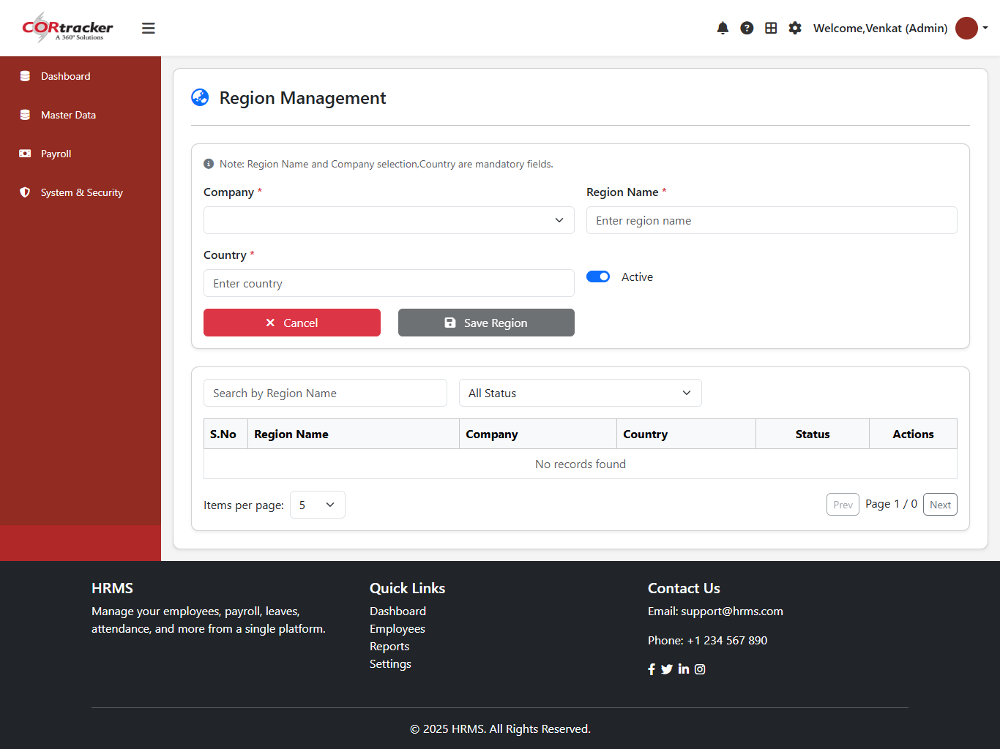 CORtracker
A 360° Solutions
Welcome,Venkat (Admin)
Dashboard
Master Data
Payroll
System & Security
Region Management
Note: Region Name and Company selection,Country are mandatory fields.
Company *
Region Name *
Enter region name
Country *
Enter country
Active
Cancel
Save Region
Search by Region Name
All Status
S.No Region Name Company Country Status Actions
No records found
Items per page: 5
Prev Page 1 / 0 Next
HRMS
Manage your employees, payroll, leaves,
attendance, and more from a single platform.
Quick Links
Dashboard
Employees
Reports
Settings
Contact Us
Email: support@hrms.com
Phone: +1 234 567 890
© 2025 HRMS. All Rights Reserved.